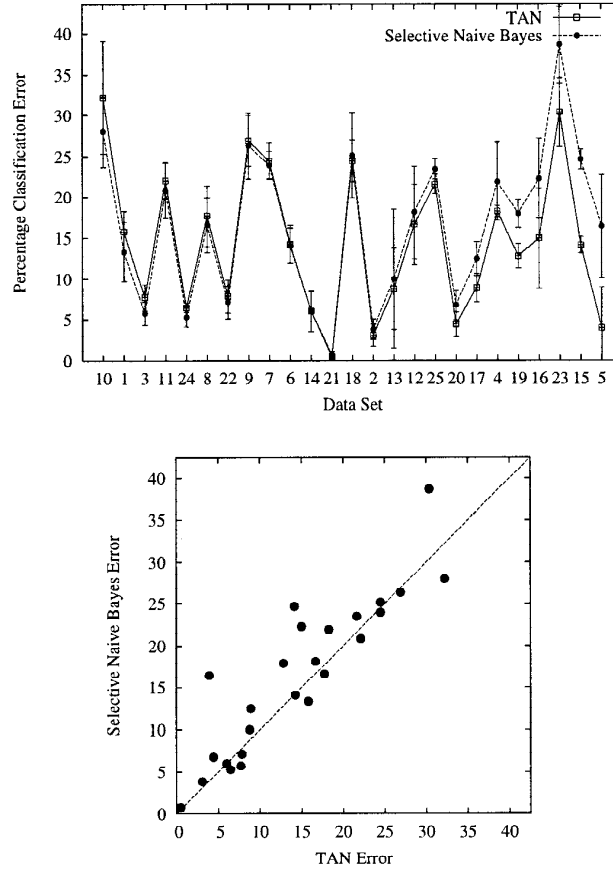 TAN
Selective Naive Bayes
40
35
30
25
20
15
10
5
0
Percentage Classification Error
10 1 3 11 24 8 22 9 7 6 14 21 18 2 13 12 25 20 17 4 19 16 23 15 5
Data Set
40
35
30
25
20
15
10
5
0
Selective Naive Bayes Error
0 5 10 15 20 25 30 35 40
TAN Error